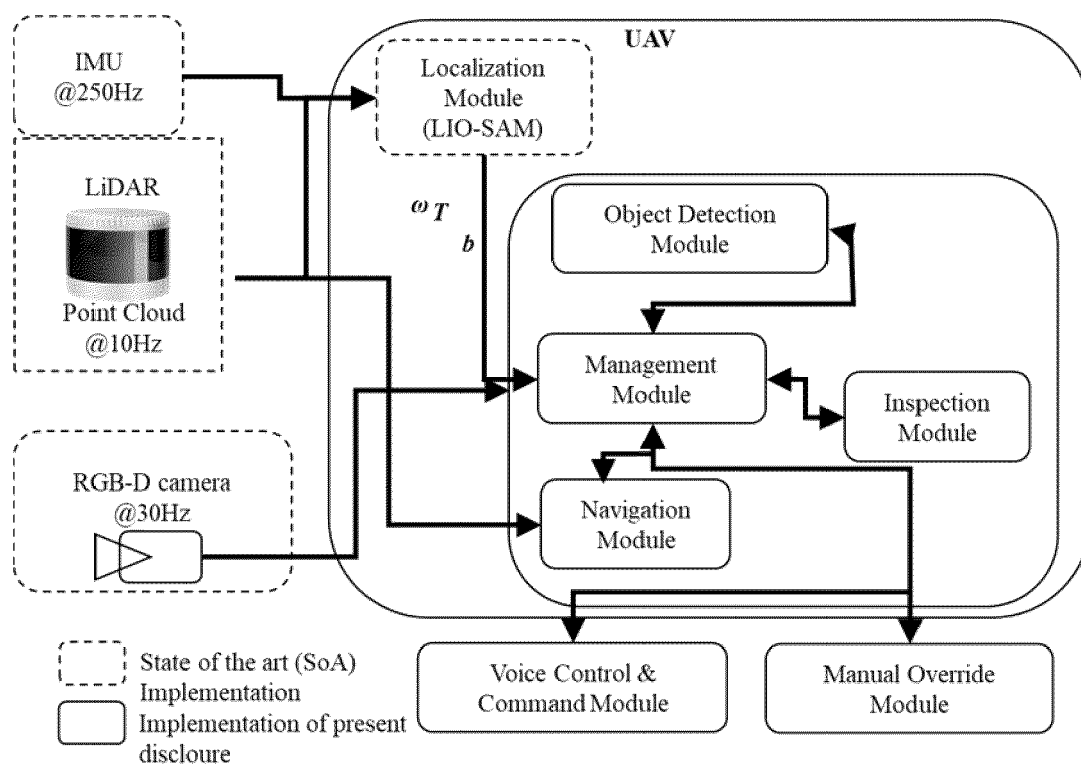 UAV
IMU
@250Hz
Localization
Module
(LIO-SAM)
LiDAR
Point Cloud
@10Hz
ω T
b
Object Detection
Module
Management
Module
Inspection
Module
RGB-D camera
@30Hz
Navigation
Module
State of the art (SoA)
Implementation
Implementation of present
discloure
Voice Control &
Command Module
Manual Override
Module